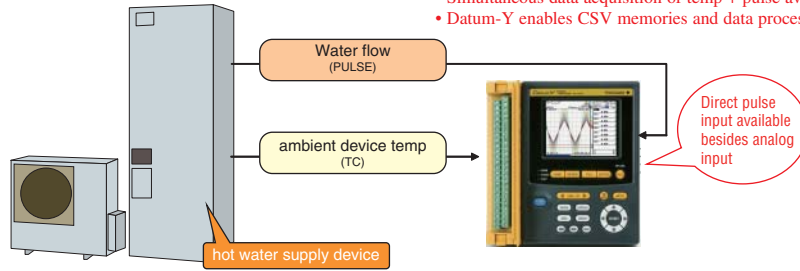 • Datum-Y enables CSV memories and data
Water flow
(PULSE)
Direct pulse
input available
besides analog
input
ambient device temp
(TC)
hot water supply device